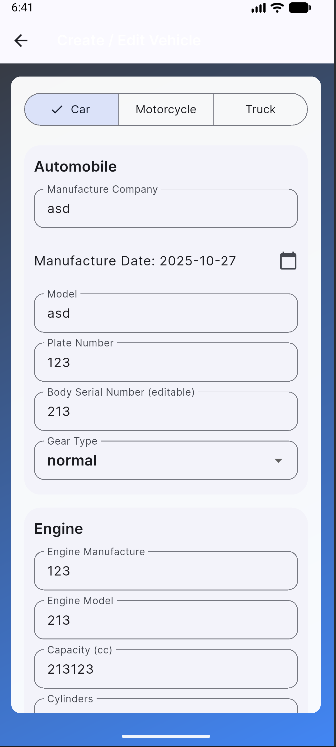 6:41
Create / Edit Vehicle
Car Motorcycle Truck
Automobile
Manufacture Company
asd
Manufacture Date: 2025-10-27
Model
asd
Plate Number
123
Body Serial Number (editable)
213
Gear Type
normal
Engine
Engine Manufacture
123
Engine Model
213
Capacity (cc)
213123
Cylinders